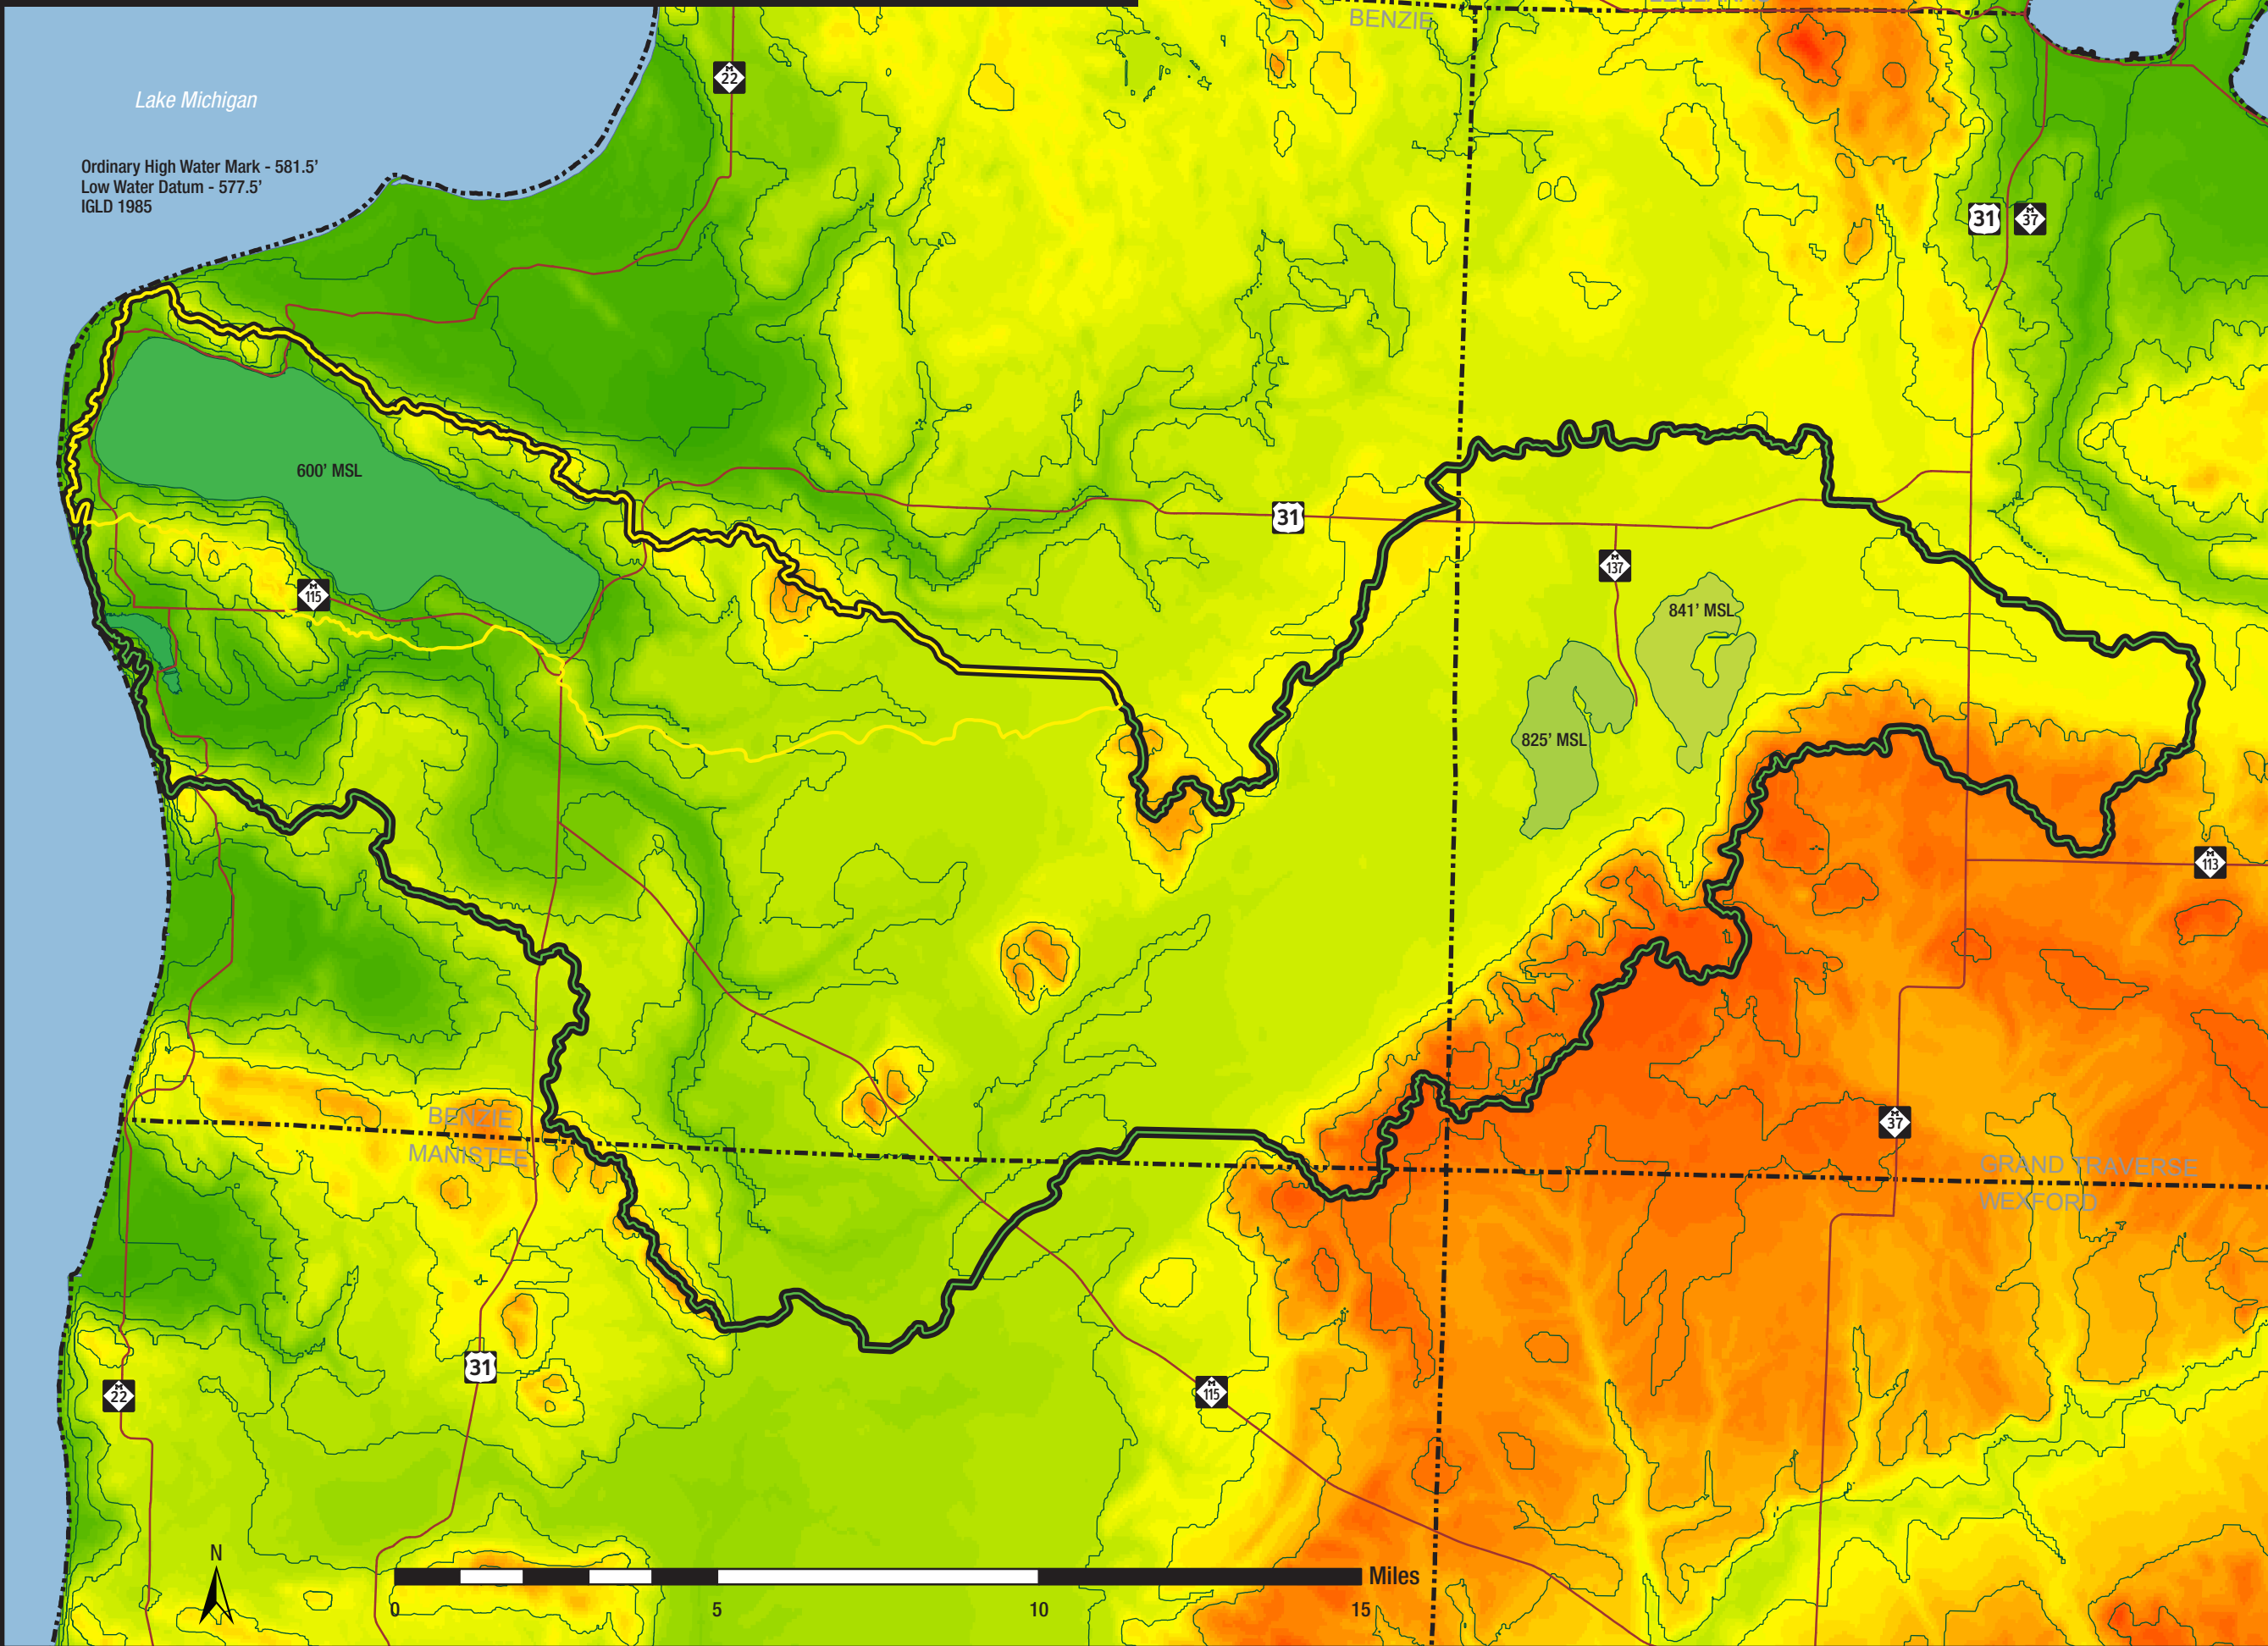 BENZIE
M
22
Lake Michigan
Ordinary High Water Mark - 581.5'
Low Water Datum - 577.5'
IGLD 1985
31
M
37
600' MSL
31
M
137
M
115
841' MSL
825' MSL
M
113
BENZIE
MANISTEE
M
37
GRAND TRAVERSE
WEXFORD
31
M
22
M
115
N
Miles
0 5 10 15